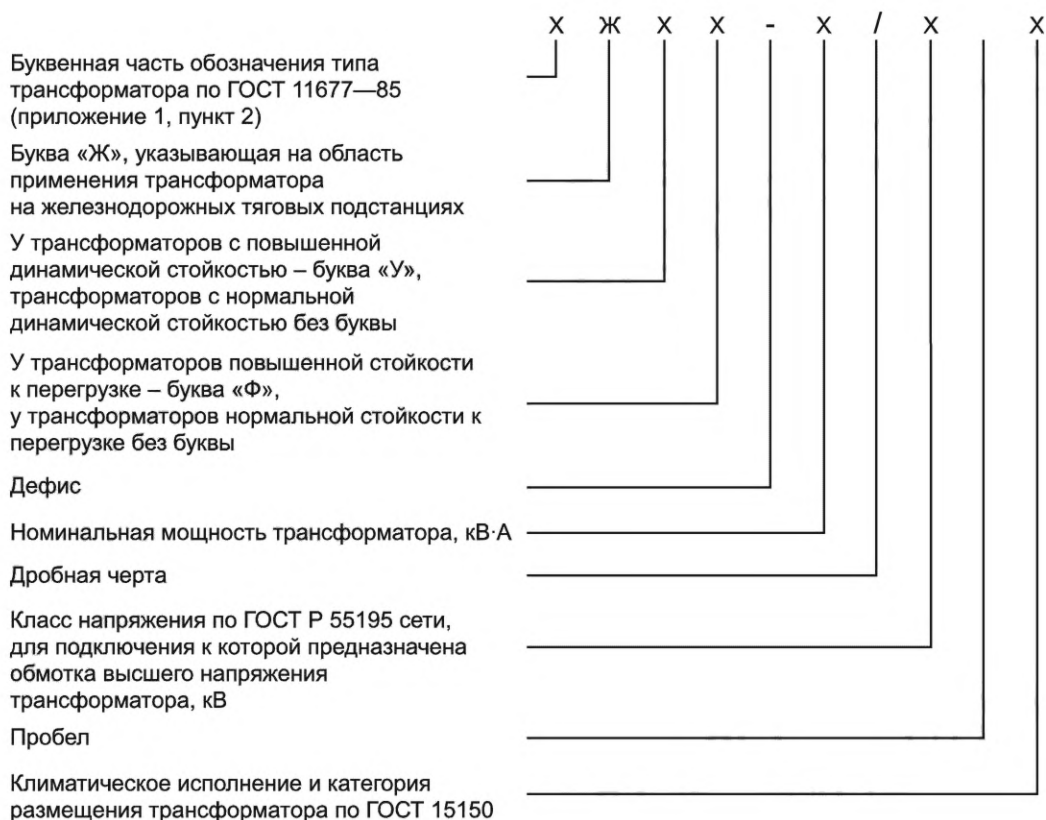 Х Ж Х Х - Х / Х Х
Буквенная часть обозначения типа
трансформатора по ГОСТ 11677—85
(приложение 1, пункт 2)
Буква «Ж», указывающая на область
применения трансформатора
на железнодорожных тяговых подстанциях
У трансформаторов с повышенной
динамической стойкостью – буква «У»,
трансформаторов с нормальной
динамической стойкостью без буквы
У трансформаторов повышенной стойкости
к перегрузке – буква «Ф»,
у трансформаторов нормальной стойкости к
перегрузке без буквы
Дефис
Номинальная мощность трансформатора, кВ·А
Дробная черта
Класс напряжения по ГОСТ Р 55195 сети,
для подключения к которой предназначена
обмотка высшего напряжения
трансформатора, кВ
Пробел
Климатическое исполнение и категория
размещения трансформатора по ГОСТ 15150